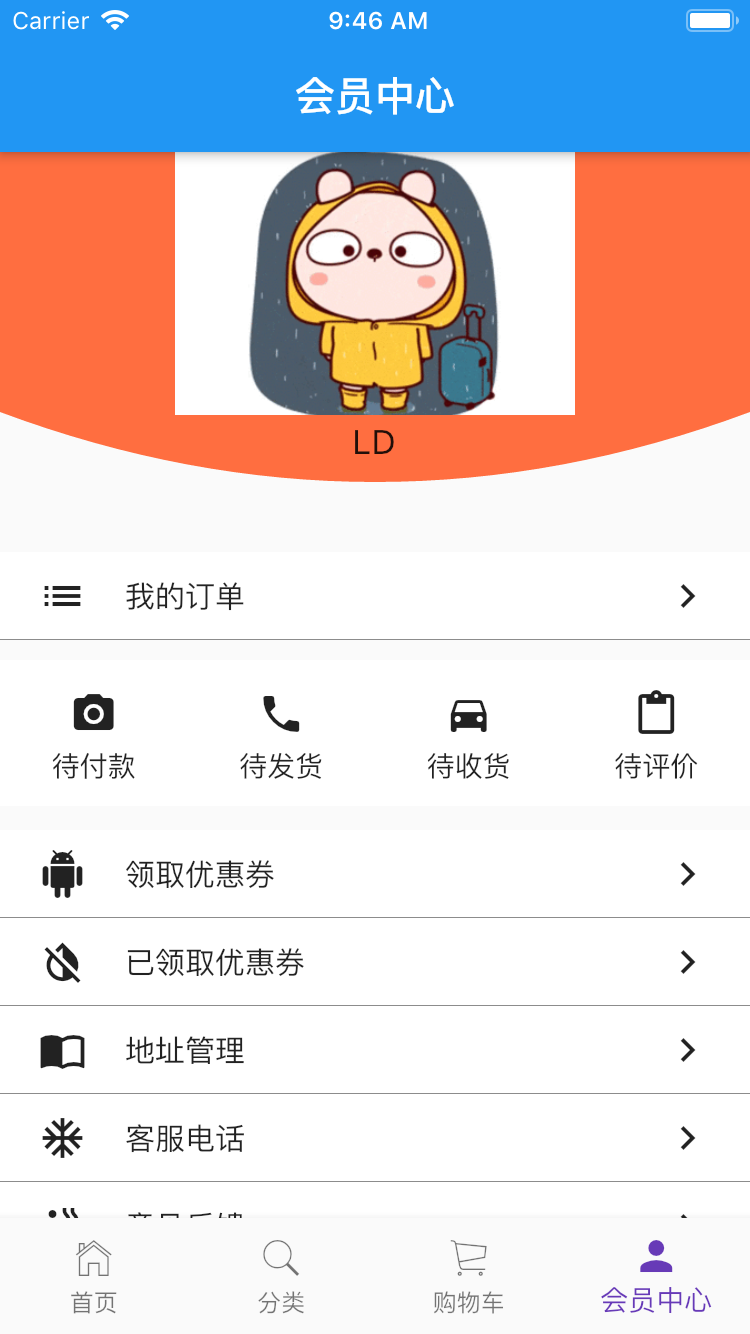 Carrier 9:46 AM
会员中心
LD
我的订单
待付款 待发货 待收货 待评价
领取优惠券
已领取优惠券
地址管理
客服电话
首页 分类 购物车 会员中心